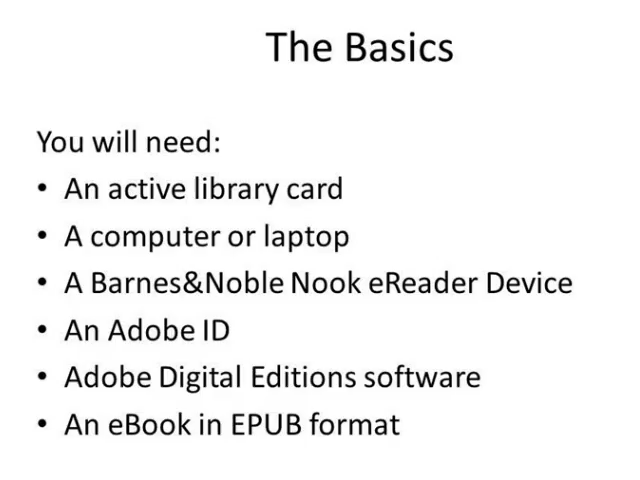 The Basics
You will need:
• An active library card
• A computer or laptop
• A Barnes&Noble Nook eReader Device
• An Adobe ID
• Adobe Digital Editions software
• An eBook in EPUB format